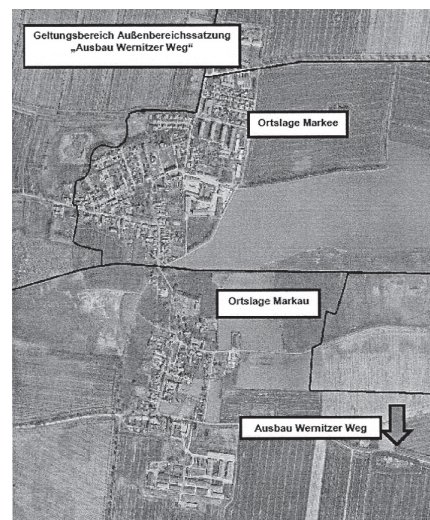 Geltungsbereich Außenbereichssatzung
„Ausbau Wernitzer Weg“
Ortslage Markee
Ortslage Markau
Ausbau Wernitzer Weg